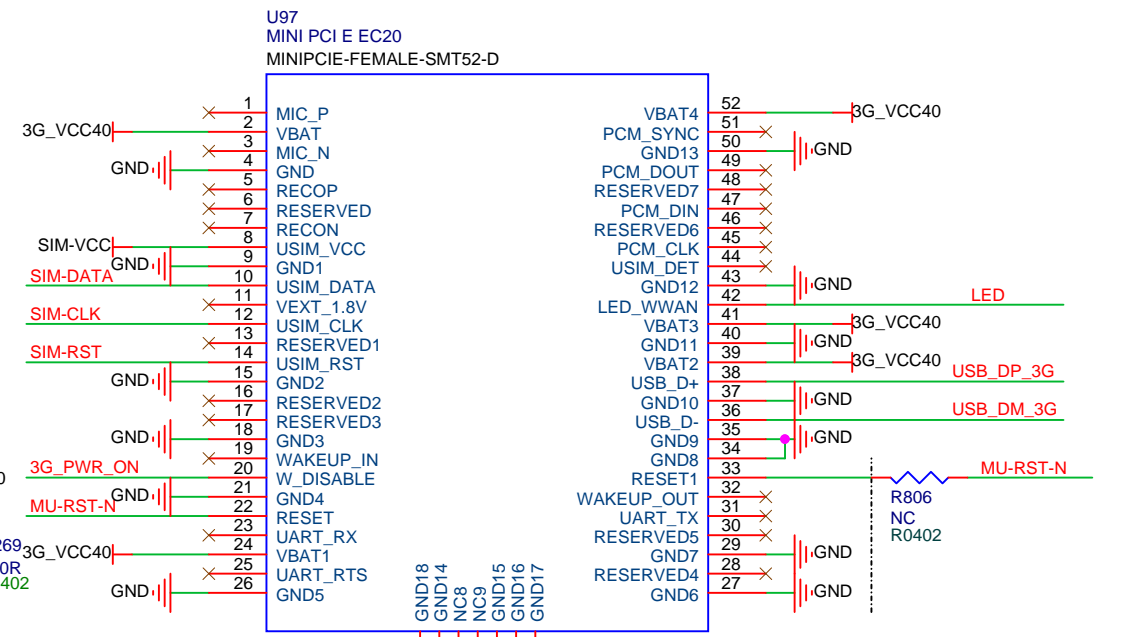 U97
MINI PCI E EC20
MINIPCIE-FEMALE-SMT52-D
1 MIC_P
3G_VCC40 2 VBAT
3 MIC_N
GND 4 GND
5 RECOP
6 RESERVED
7 RECON
SIM-VCC 8 USIM_VCC
GND 9 GND1
SIM-DATA 10 USIM_DATA
11 VEXT_1.8V
SIM-CLK 12 USIM_CLK
13 RESERVED1
SIM-RST 14 USIM_RST
GND 15 GND2
16 RESERVED2
17 RESERVED3
GND 18 GND3
19 WAKEUP_IN
0 3G_PWR_ON 20 W_DISABLE
GND 21 GND4
MU-RST-N 22 RESET
23 UART_RX
269 3G_VCC40 24 VBAT1
0R 25 UART_RTS
402 GND 26 GND5
VBAT4 52 3G_VCC40
PCM_SYNC 51
GND13 50 GND
PCM_DOUT 49
RESERVED7 48
PCM_DIN 47
RESERVED6 46
PCM_CLK 45
USIM_DET 44
GND12 43 GND
LED_WWAN 42 LED
VBAT3 41 3G_VCC40
GND11 40 GND
VBAT2 39 3G_VCC40
USB_D+ 38 USB_DP_3G
GND10 37 GND
USB_D- 36 USB_DM_3G
GND9 35 GND
GND8 34
RESET1 33 MU-RST-N
WAKEUP_OUT 32
UART_TX 31
RESERVED5 30
GND7 29 GND
RESERVED4 28
GND6 27 GND
R806
NC
R0402
GND18
GND14
NC8
NC9
GND15
GND16
GND17